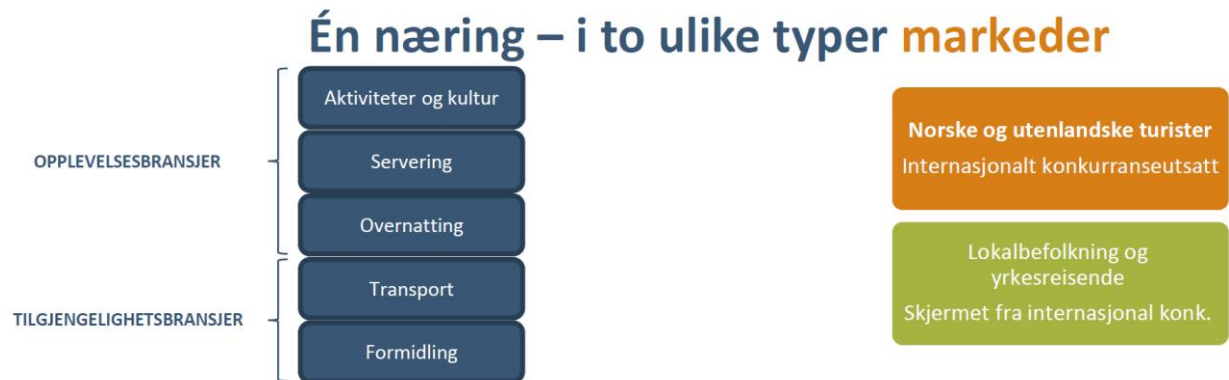 Én næring – i to ulike typer markeder
OPPLEVELSESBRANSJER
Aktiviteter og kultur
Servering
Overnatting
TILGJENGELIGHETSBRANSJER
Transport
Formidling
Norske og utenlandske turister
Internasjonalt konkurranseutsatt
Lokalbefolkning og
yrkesreisende
Skjermet fra internasjonal konk.